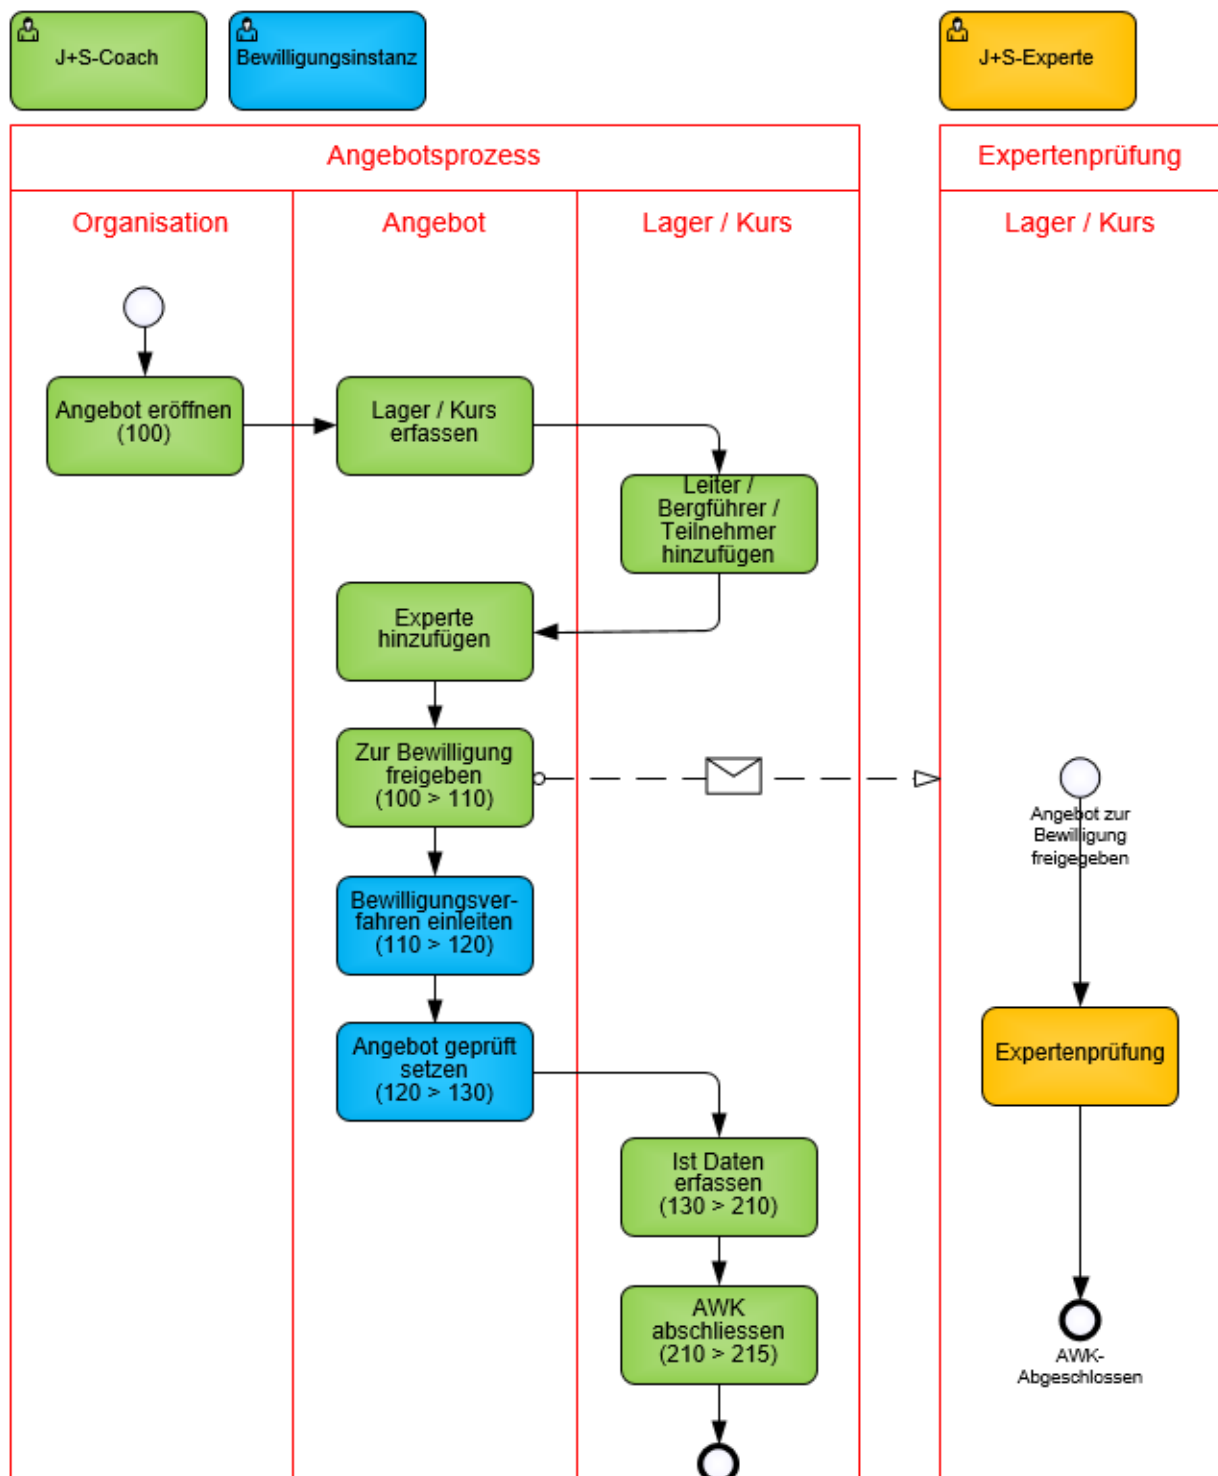 J+S-Coach
Bewilligungsinstanz
J+S-Experte
Angebotsprozess
Expertenprüfung
Organisation
Angebot
Lager / Kurs
Lager / Kurs
Angebot eröffnen
(100)
Lager / Kurs
erfassen
Leiter /
Bergführer /
Teilnehmer
hinzufügen
Experte
hinzufügen
Zur Bewilligung
freigeben
(100 > 110)
Angebot zur
Bewilligung
freigegeben
Bewilligungsver-
fahren einleiten
(110 > 120)
Angebot geprüft
setzen
(120 > 130)
Expertenprüfung
Ist Daten
erfassen
(130 > 210)
AWK
abschliessen
(210 > 215)
AWK-
Abgeschlossen